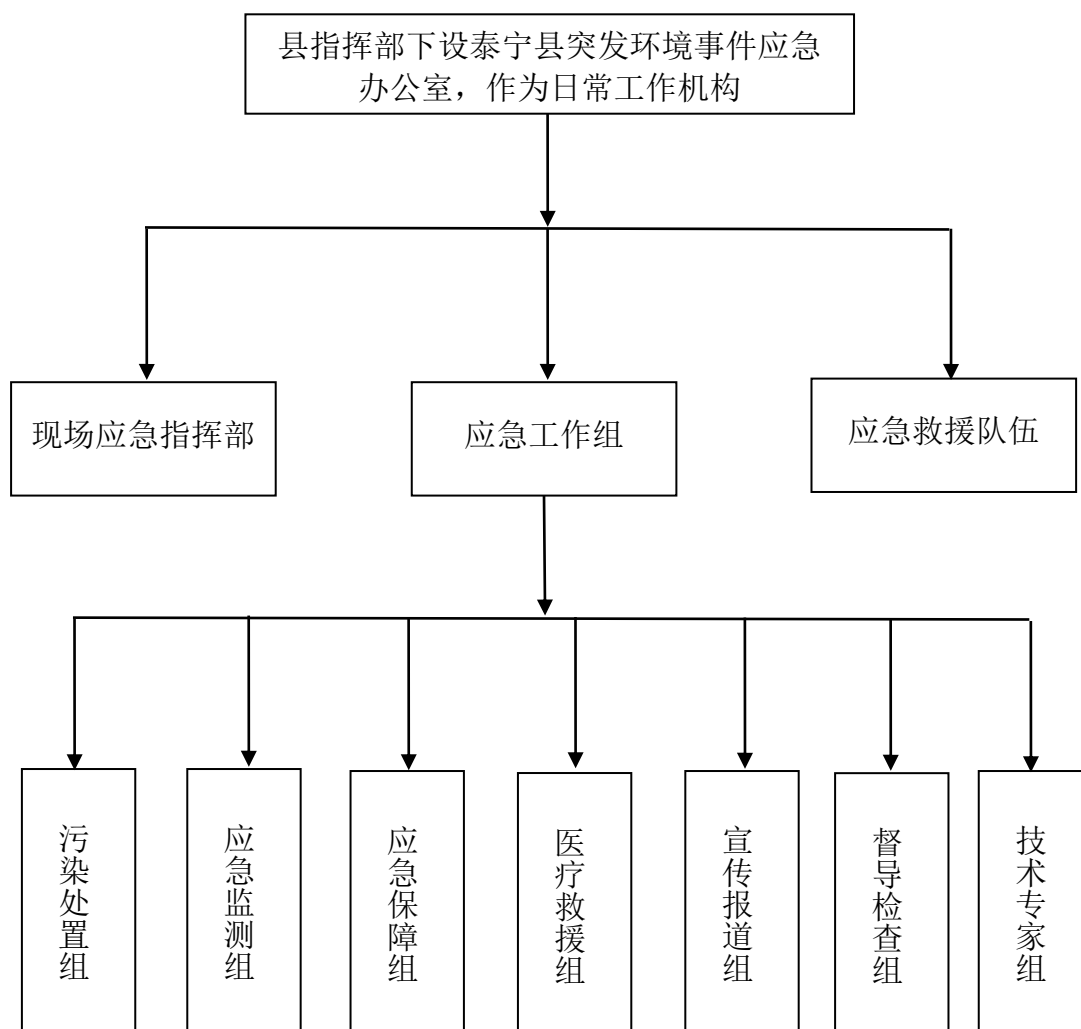 县指挥部下设泰宁县突发环境事件应急
办公室，作为日常工作机构
现场应急指挥部
应急工作组
应急救援队伍
污染处置组
应急监测组
应急保障组
医疗救援组
宣传报道组
督导检查组
技术专家组